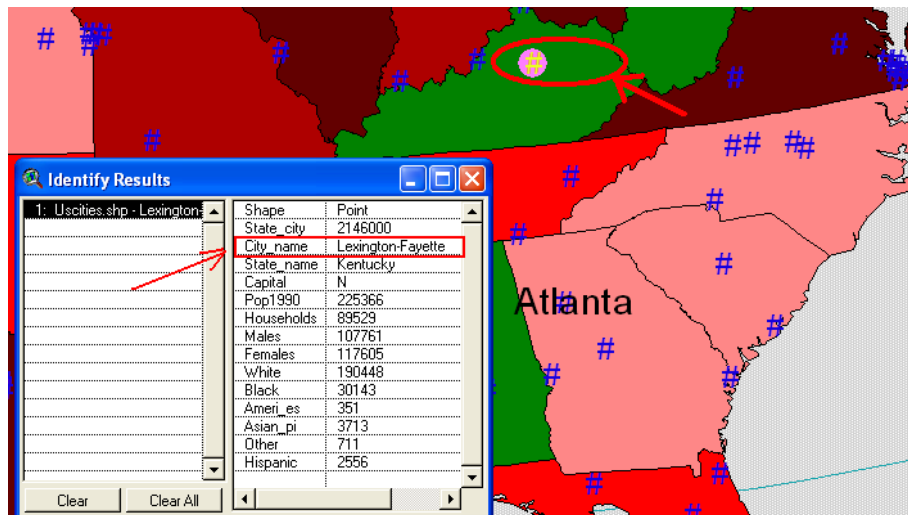 Identify Results
1: Uscities.shp - Lexington-
Shape Point
State_city 2146000
City_name Lexington-Fayette
State_name Kentucky
Capital N
Pop1990 225366
Households 89529
Males 107761
Females 117605
White 190448
Black 30143
Ameri_es 351
Asian_pi 3713
Other 711
Hispanic 2556
Clear Clear All
Atlanta